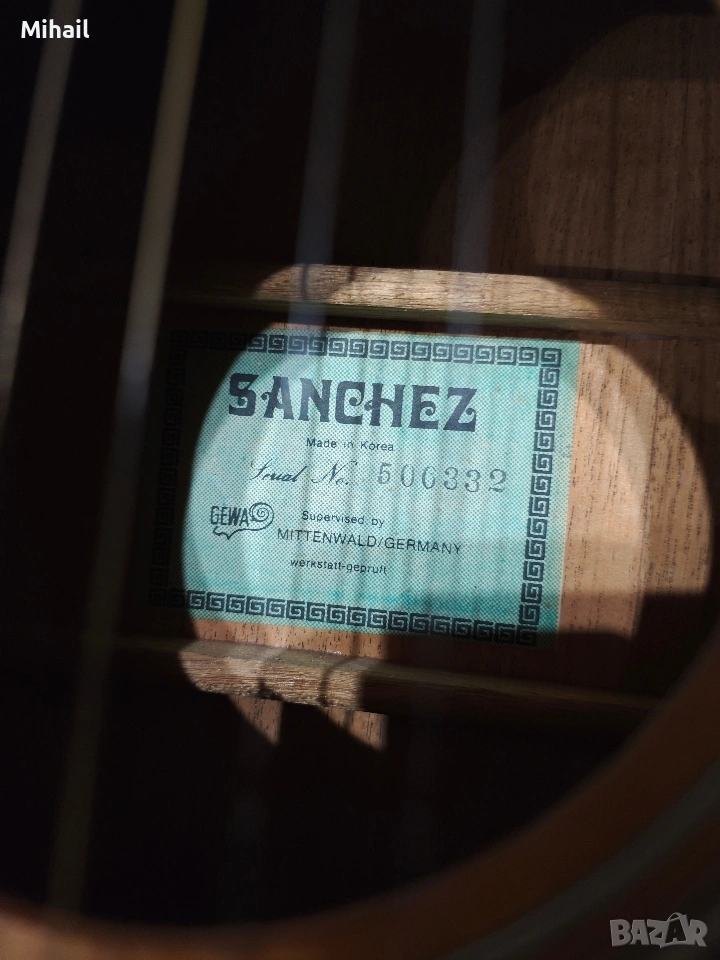 Mihail
SANCHEZ
Made in Korea
Serial No. 500332
GEWA
Supervised by
MITTENWALD/GERMANY
werkstatt-geprüft
BAZAR